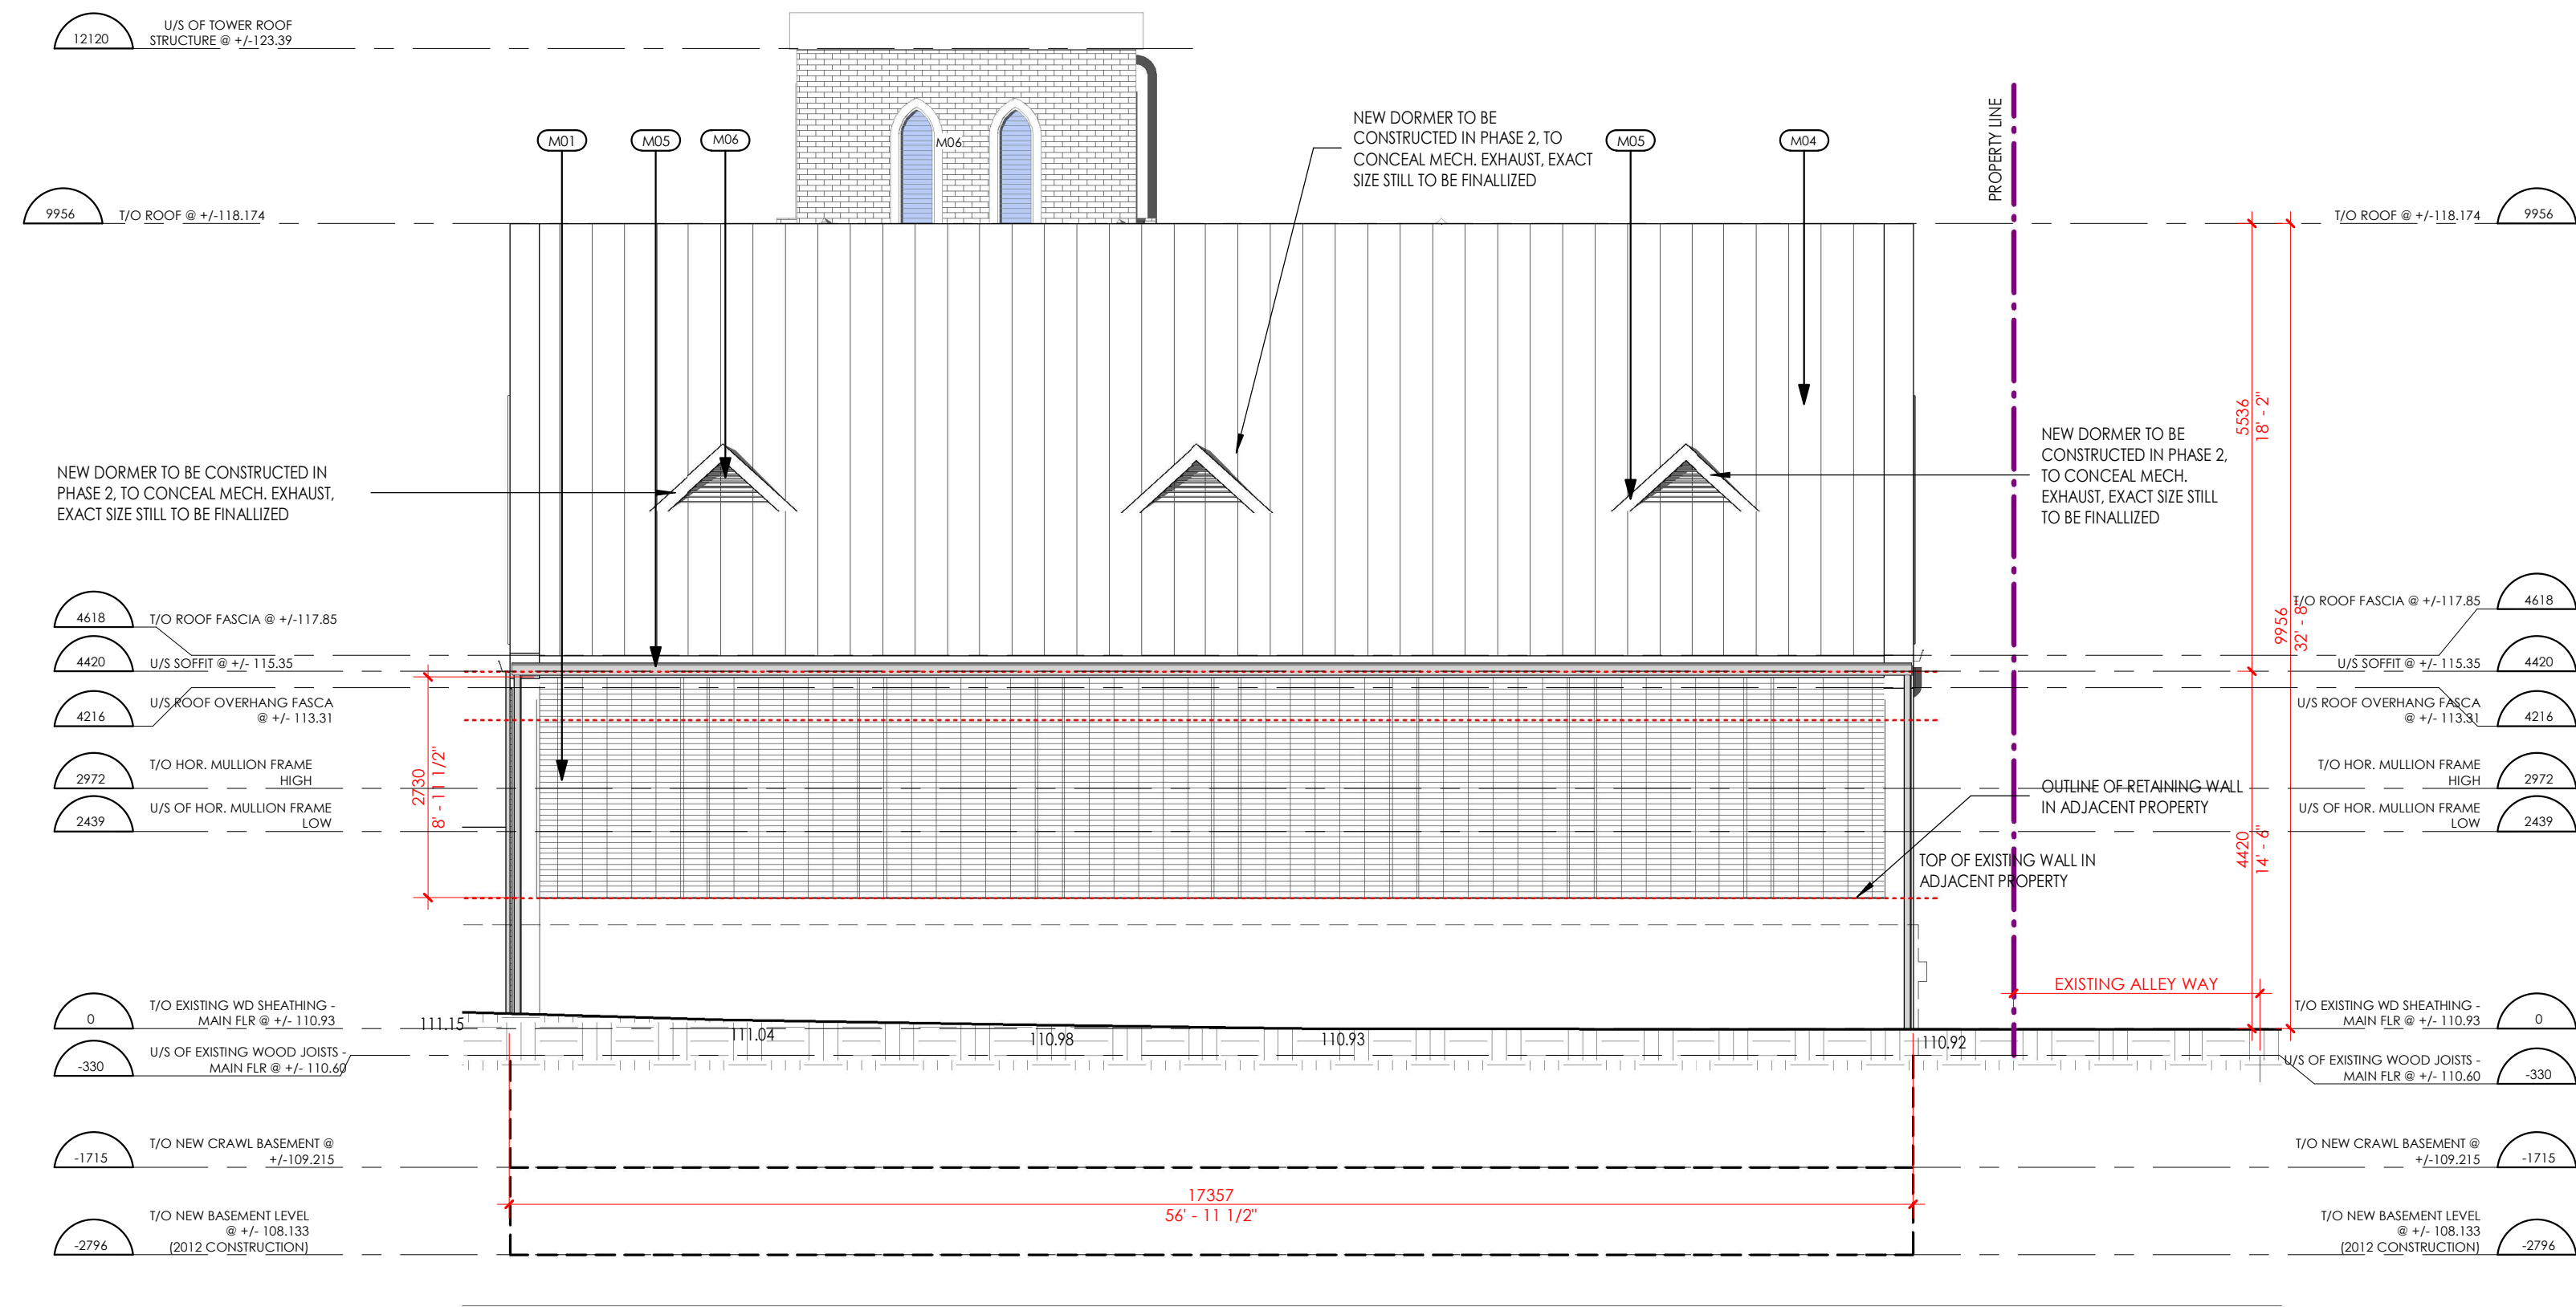 12120
U/S OF TOWER ROOF
STRUCTURE @ +/-123.39
M01
M05
M06
M06
NEW DORMER TO BE
CONSTRUCTED IN PHASE 2, TO
CONCEAL MECH. EXHAUST, EXACT
SIZE STILL TO BE FINALLIZED
M05
M04
PROPERTY LINE
9956
T/O ROOF @ +/-118.174
T/O ROOF @ +/-118.174
9956
5536
18' - 2"
NEW DORMER TO BE CONSTRUCTED IN
PHASE 2, TO CONCEAL MECH. EXHAUST,
EXACT SIZE STILL TO BE FINALLIZED
NEW DORMER TO BE
CONSTRUCTED IN PHASE 2,
TO CONCEAL MECH.
EXHAUST, EXACT SIZE STILL
TO BE FINALLIZED
4618
T/O ROOF FASCIA @ +/-117.85
4420
U/S SOFFIT @ +/- 115.35
4216
U/S ROOF OVERHANG FASCA
@ +/- 113.31
2972
T/O HOR. MULLION FRAME
HIGH
2439
U/S OF HOR. MULLION FRAME
LOW
2730
8' - 11 1/2"
T/O ROOF FASCIA @ +/-117.85
4618
9956
32' - 8"
U/S SOFFIT @ +/- 115.35
4420
U/S ROOF OVERHANG FASCA
@ +/- 113.31
4216
T/O HOR. MULLION FRAME
HIGH
2972
OUTLINE OF RETAINING WALL
IN ADJACENT PROPERTY
U/S OF HOR. MULLION FRAME
LOW
2439
4420
14' - 6"
TOP OF EXISTING WALL IN
ADJACENT PROPERTY
EXISTING ALLEY WAY
0
T/O EXISTING WD SHEATHING -
MAIN FLR @ +/- 110.93
111.15
111.04
110.98
110.93
110.92
T/O EXISTING WD SHEATHING -
MAIN FLR @ +/- 110.93
0
-330
U/S OF EXISTING WOOD JOISTS -
MAIN FLR @ +/- 110.60
U/S OF EXISTING WOOD JOISTS -
MAIN FLR @ +/- 110.60
-330
-1715
T/O NEW CRAWL BASEMENT @
+/-109.215
T/O NEW CRAWL BASEMENT @
+/-109.215
-1715
17357
56' - 11 1/2"
-2796
T/O NEW BASEMENT LEVEL
@ +/- 108.133
(2012 CONSTRUCTION)
T/O NEW BASEMENT LEVEL
@ +/- 108.133
(2012 CONSTRUCTION)
-2796